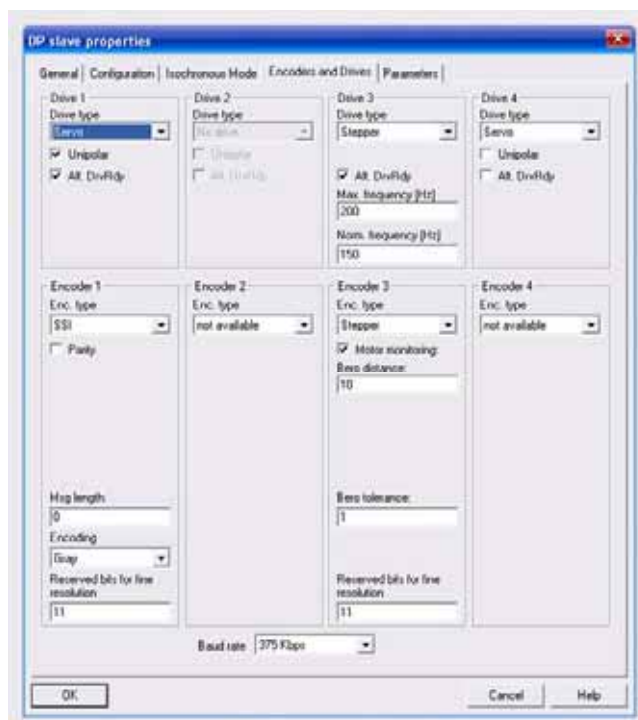 DP slave properties
General Configuration Isochronous Mode Encoders and Drives Parameters
Drive 1
Drive type
Servo
Unipolar
Alt. DrvRdy
Drive 2
Drive type
No drive
Unipolar
Alt. DrvRdy
Drive 3
Drive type
Stepper
Alt. DrvRdy
Max. frequency [Hz]
200
Nom. frequency [Hz]
150
Drive 4
Drive type
Servo
Unipolar
Alt. DrvRdy
Encoder 1
Enc. type
SSI
Parity
Msg length:
0
Encoding
Gray
Reserved bits for fine
resolution
11
Encoder 2
Enc. type
not available
Encoder 3
Enc. type
Stepper
Motor monitoring:
Bero distance:
10
Bero tolerance:
1
Reserved bits for fine
resolution
11
Encoder 4
Enc. type
not available
Baud rate 375 Kbps
OK Cancel Help